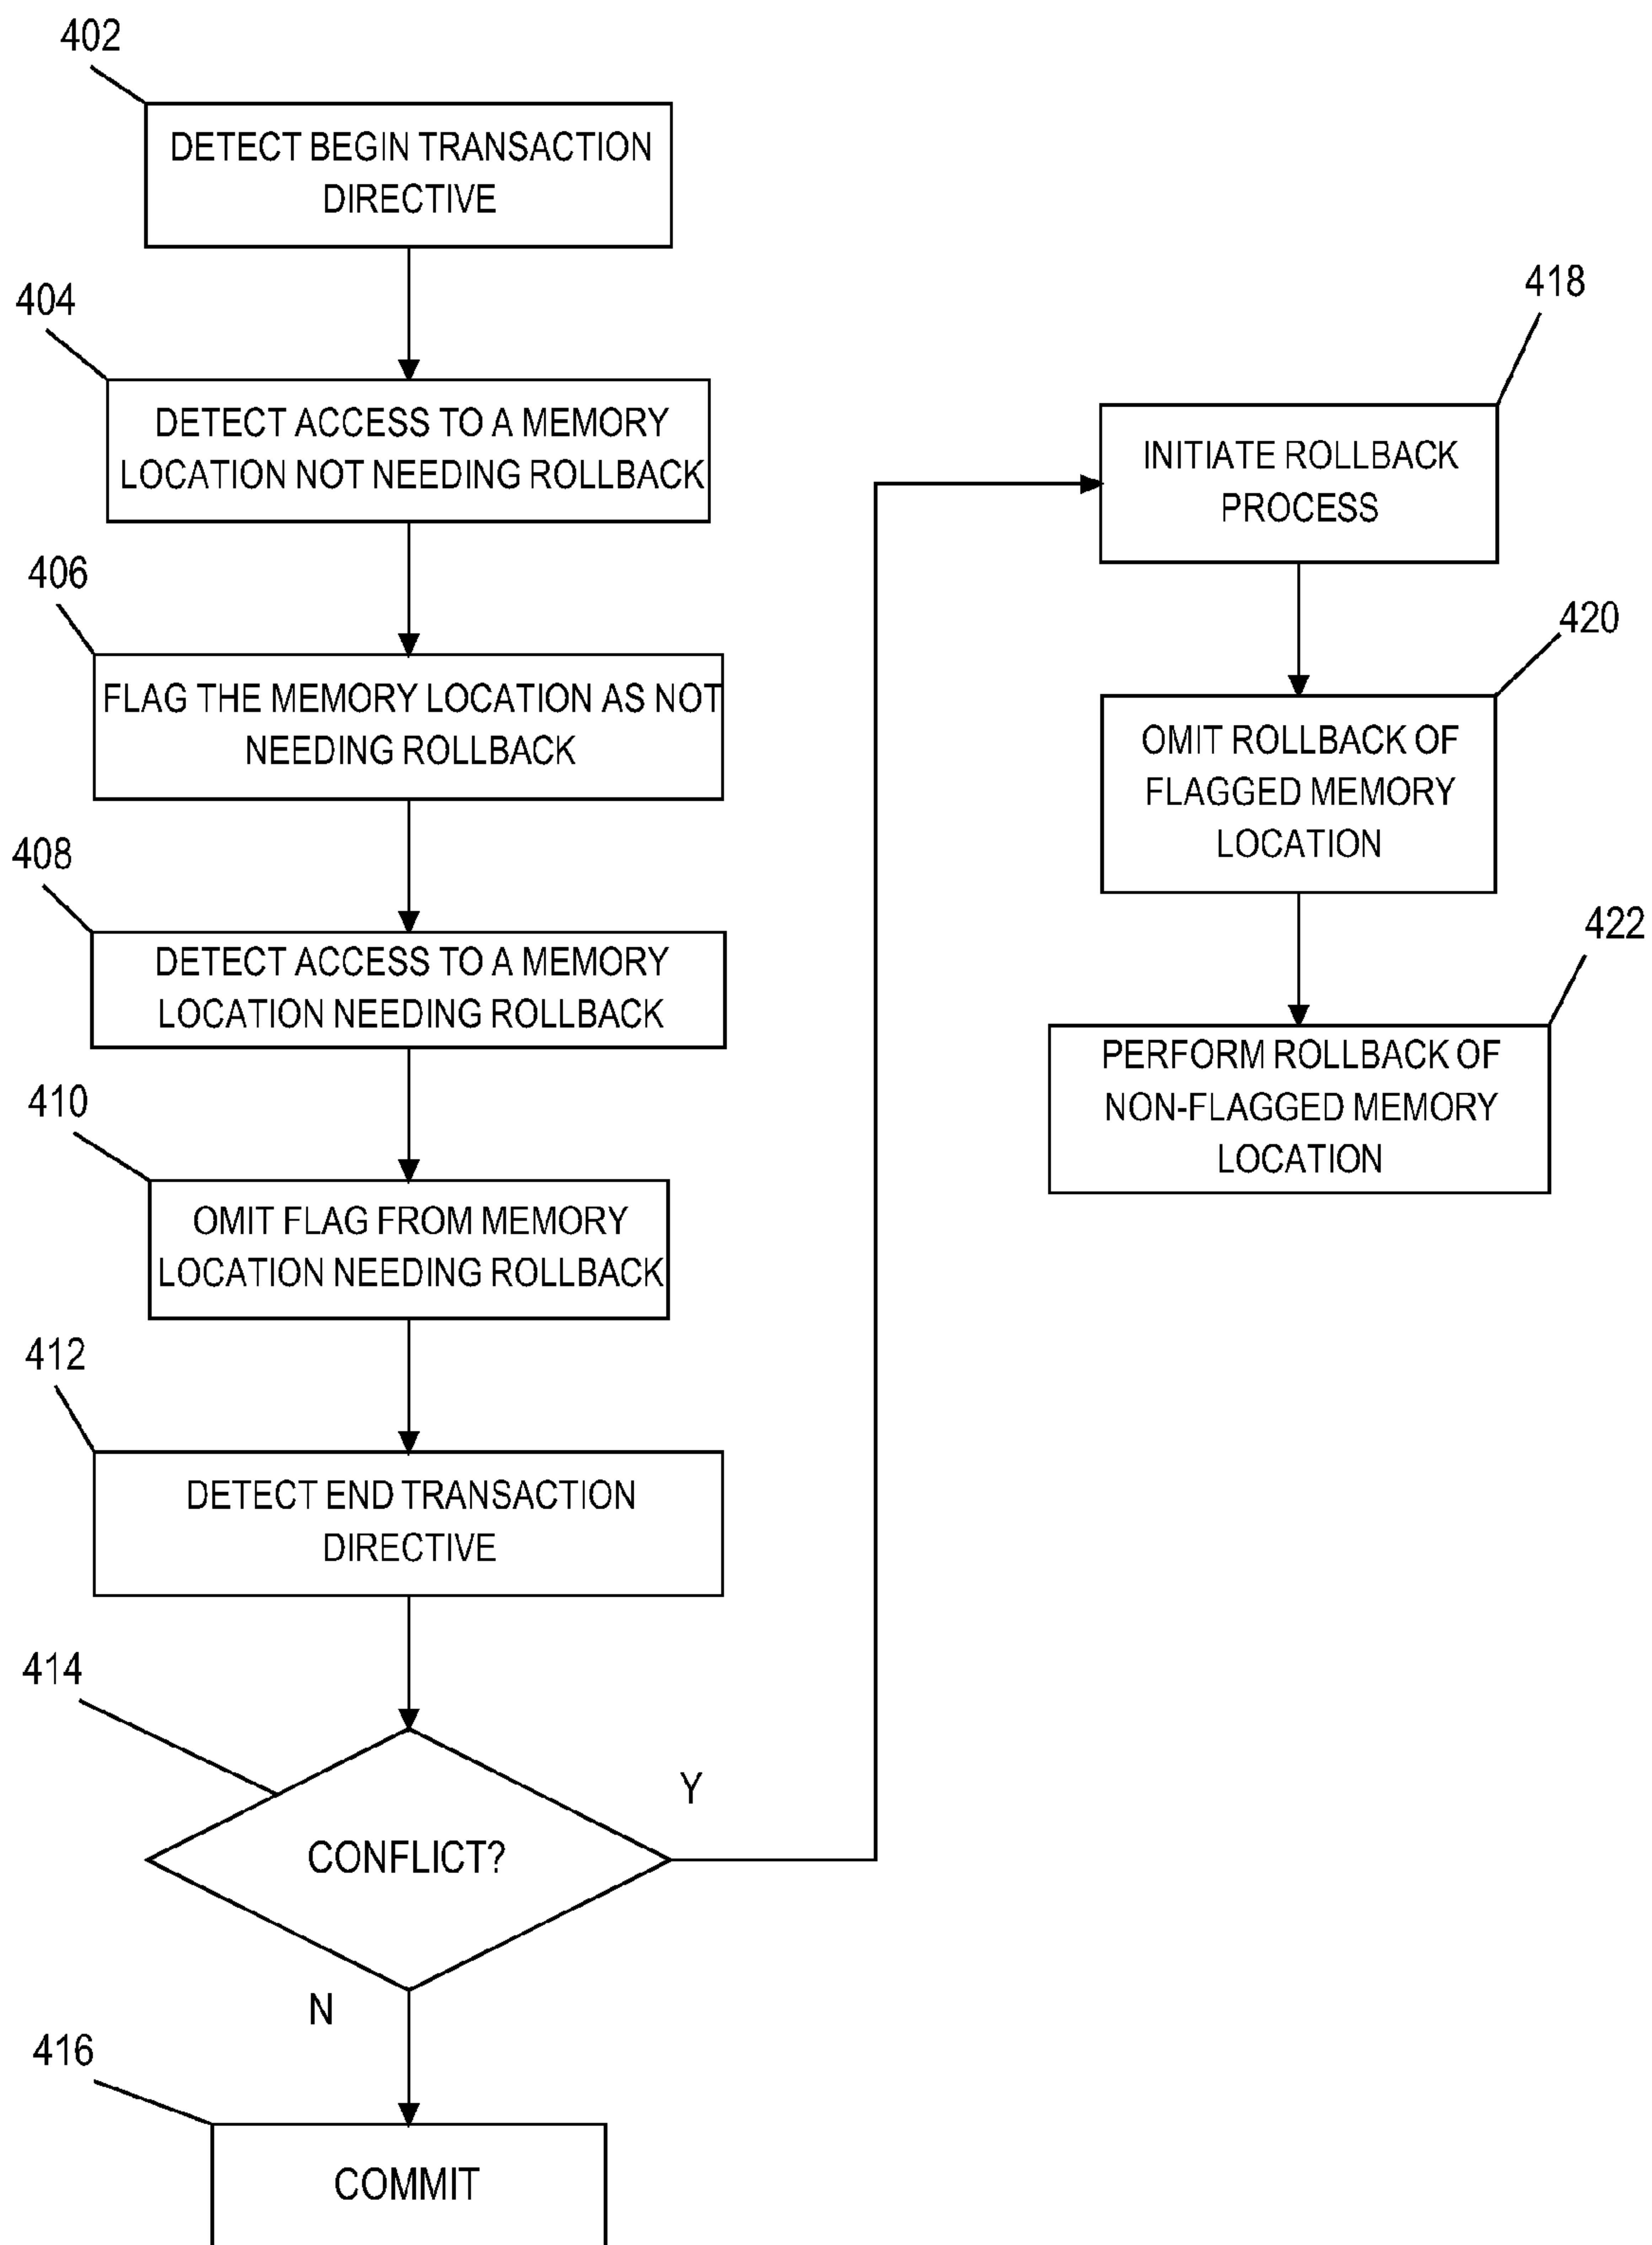 402
DETECT BEGIN TRANSACTION
DIRECTIVE
404
DETECT ACCESS TO A MEMORY
LOCATION NOT NEEDING ROLLBACK
406
FLAG THE MEMORY LOCATION AS NOT
NEEDING ROLLBACK
408
DETECT ACCESS TO A MEMORY
LOCATION NEEDING ROLLBACK
410
OMIT FLAG FROM MEMORY
LOCATION NEEDING ROLLBACK
412
DETECT END TRANSACTION
DIRECTIVE
414
CONFLICT?
Y
N
416
COMMIT
418
INITIATE ROLLBACK
PROCESS
420
OMIT ROLLBACK OF
FLAGGED MEMORY
LOCATION
422
PERFORM ROLLBACK OF
NON-FLAGGED MEMORY
LOCATION